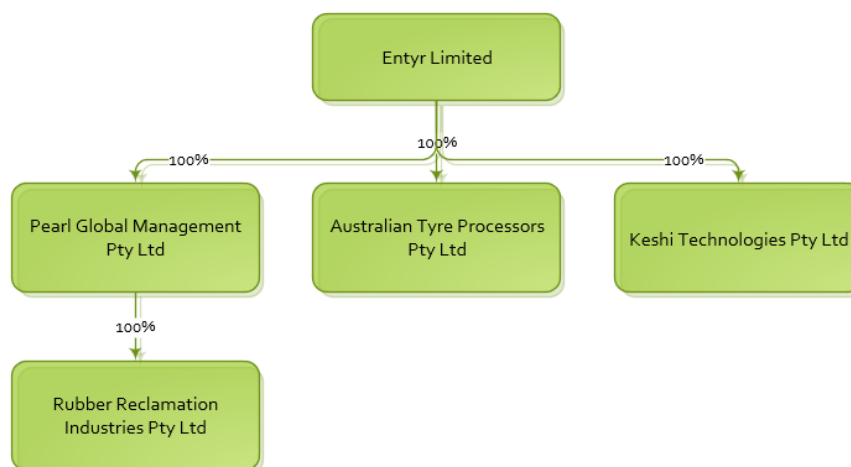 Entyr Limited
100%
100%
100%
Pearl Global Management
Pty Ltd
Australian Tyre Processors
Pty Ltd
Keshi Technologies Pty Ltd
100%
Rubber Reclamation
Industries Pty Ltd